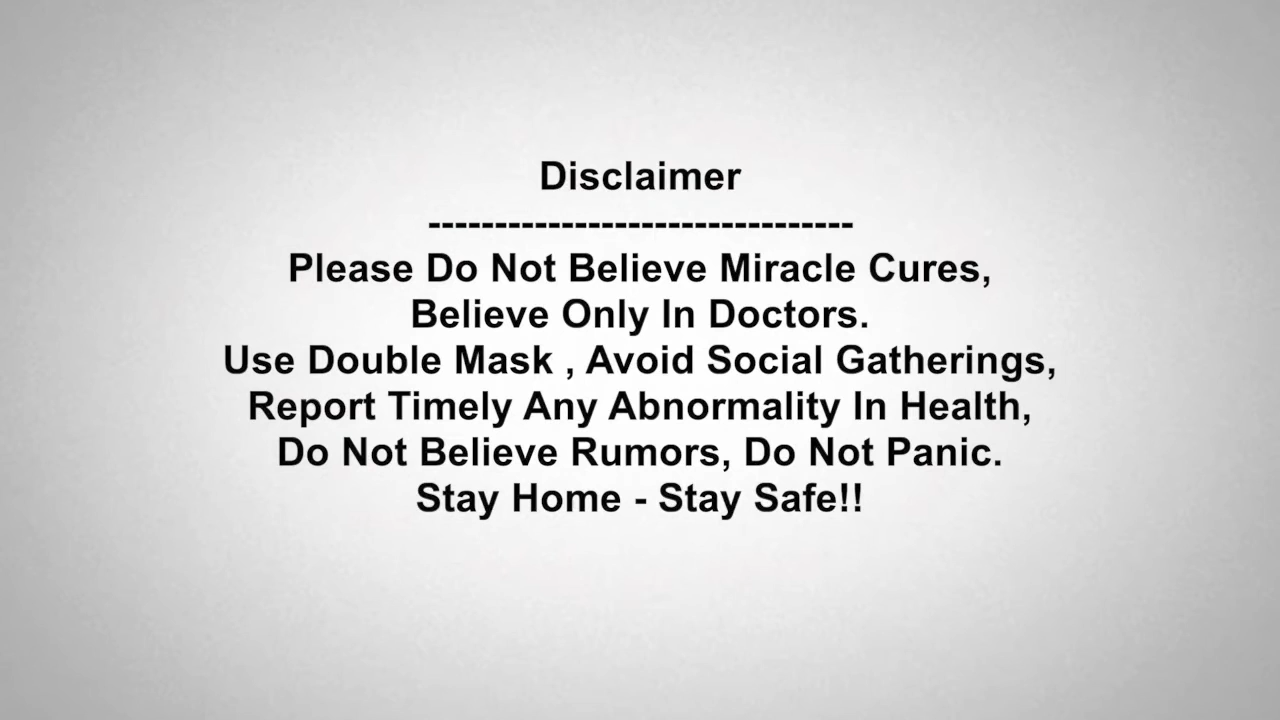 Disclaimer
--------------------------------
Please Do Not Believe Miracle Cures,
Believe Only In Doctors.
Use Double Mask , Avoid Social Gatherings,
Report Timely Any Abnormality In Health,
Do Not Believe Rumors, Do Not Panic.
Stay Home - Stay Safe!!